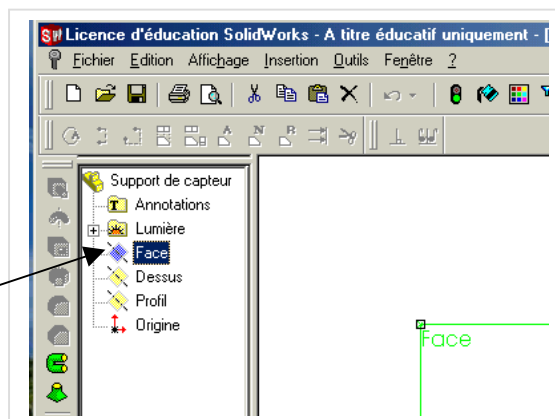 SW Licence d'éducation SolidWorks - A titre éducatif uniquement - [
Fichier Edition Affichage Insertion Outils Fenêtre ?
Support de capteur
Annotations
Lumière
Face
Dessus
Profil
Origine
Face